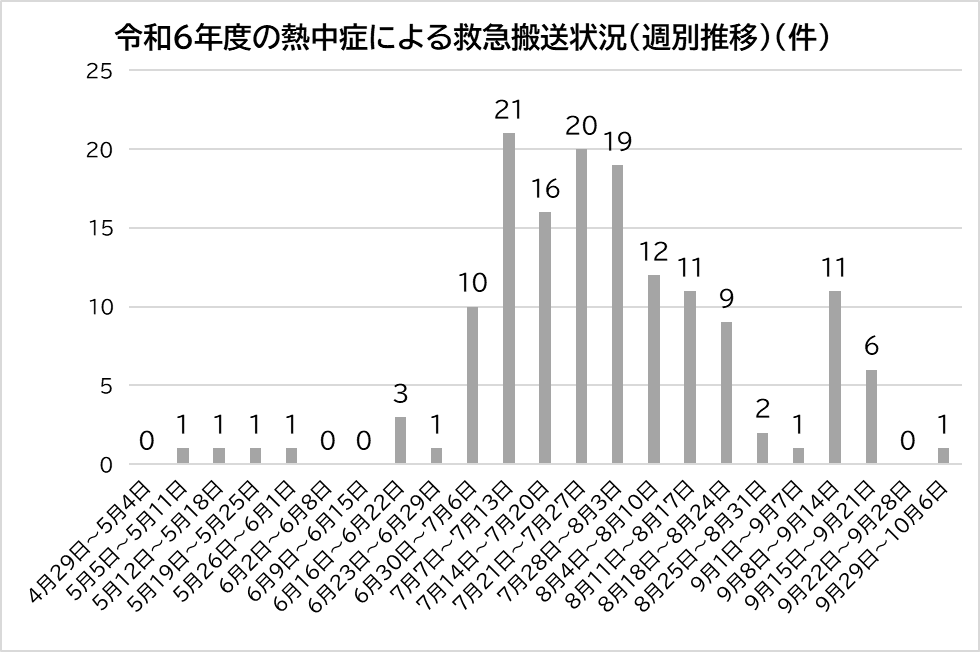 令和６年度の熱中症による救急搬送状況（週別推移）（件）
25
20
15
10
5
0
0
1
1
1
1
0
0
3
1
10
21
16
20
19
12
11
9
2
1
11
6
0
1
4月29日～5月4日
5月5日～5月11日
5月12日～5月18日
5月19日～5月25日
5月26日～6月1日
6月2日～6月8日
6月9日～6月15日
6月16日～6月22日
6月23日～6月29日
6月30日～7月6日
7月7日～7月13日
7月14日～7月20日
7月21日～7月27日
7月28日～8月3日
8月4日～8月10日
8月11日～8月17日
8月18日～8月24日
8月25日～8月31日
9月1日～9月7日
9月8日～9月14日
9月15日～9月21日
9月22日～9月28日
9月29日～10月6日